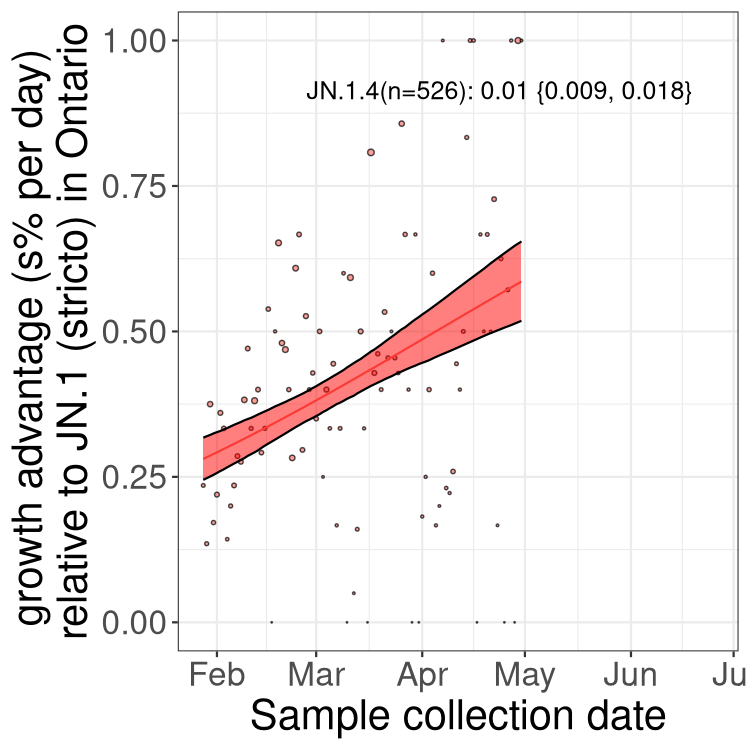 growth advantage (s% per day)
relative to JN.1 (stricto) in Ontario
1.00
0.75
0.50
0.25
0.00
JN.1.4(n=526): 0.01 {0.009, 0.018}
Feb Mar Apr May Jun Ju
Sample collection date